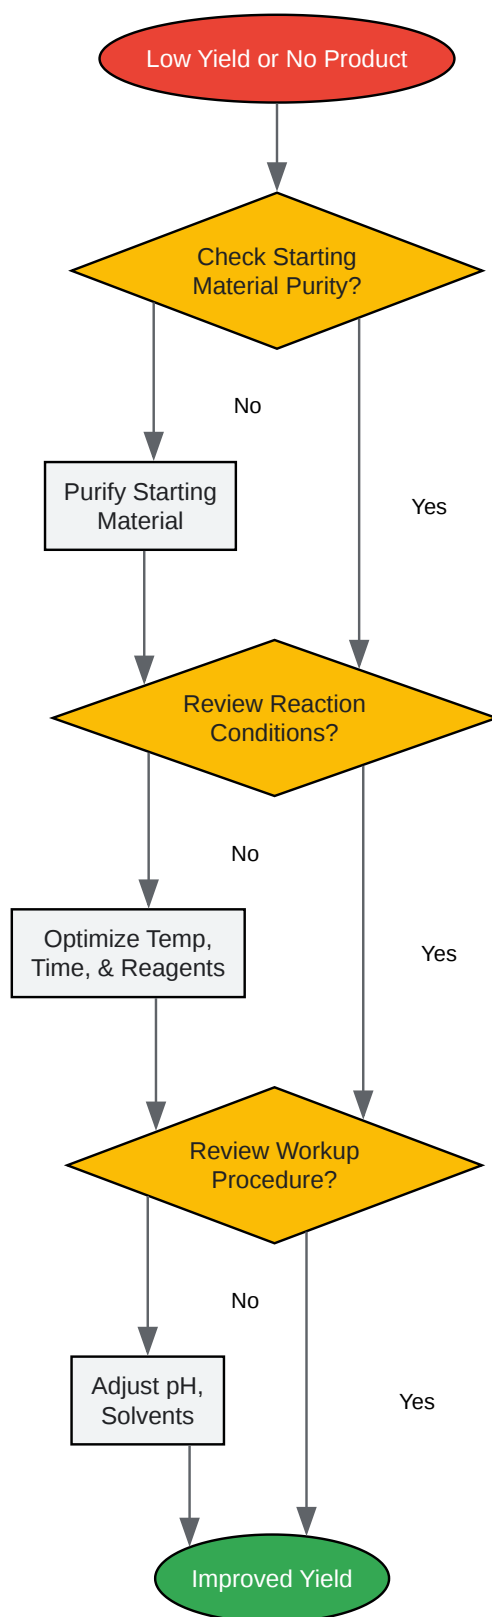 Low Yield or No Product
Check Starting
Material Purity?
No
Purify Starting
Material
Yes
Review Reaction
Conditions?
No
Optimize Temp,
Time, & Reagents
Yes
Review Workup
Procedure?
No
Adjust pH,
Solvents
Yes
Improved Yield